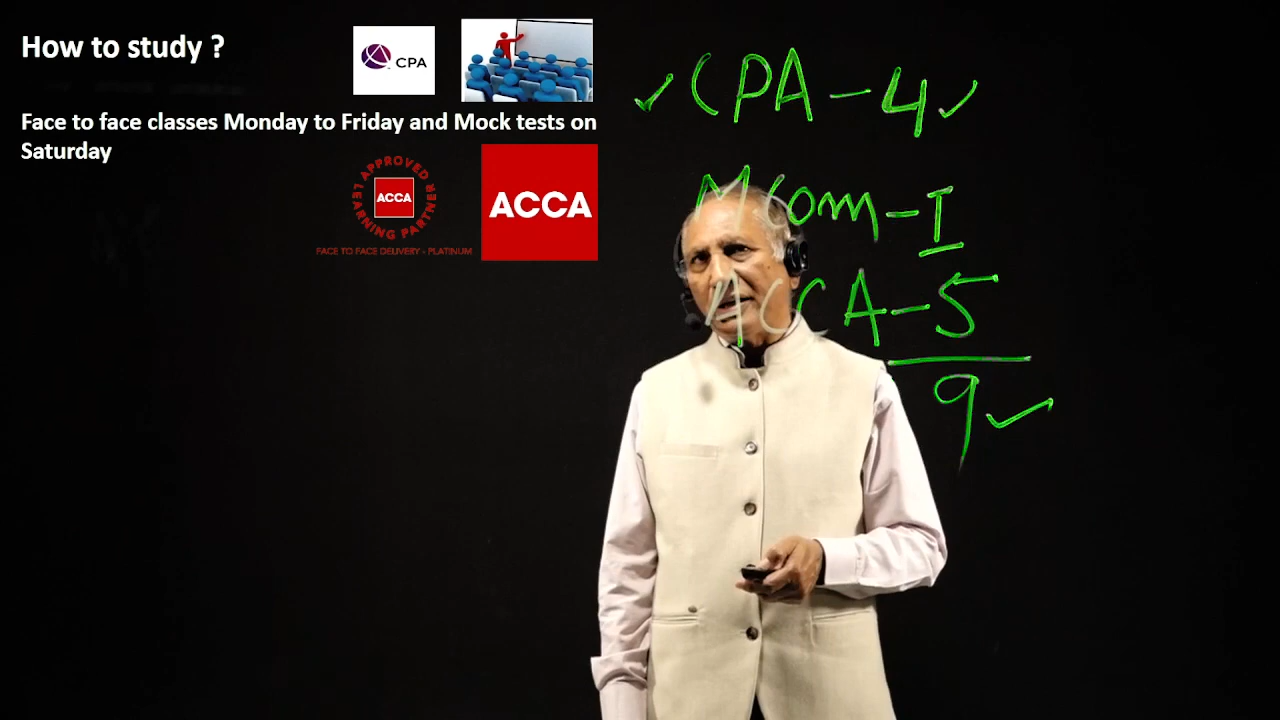 How to study ?
CPA
Face to face classes Monday to Friday and Mock tests on
Saturday
APPROVED
LEARNING PARTNER
ACCA
FACE TO FACE DELIVERY - PLATINUM
ACCA
✓ CPA - 4 ✓
MCom - I
ACCA - 5
9 ✓